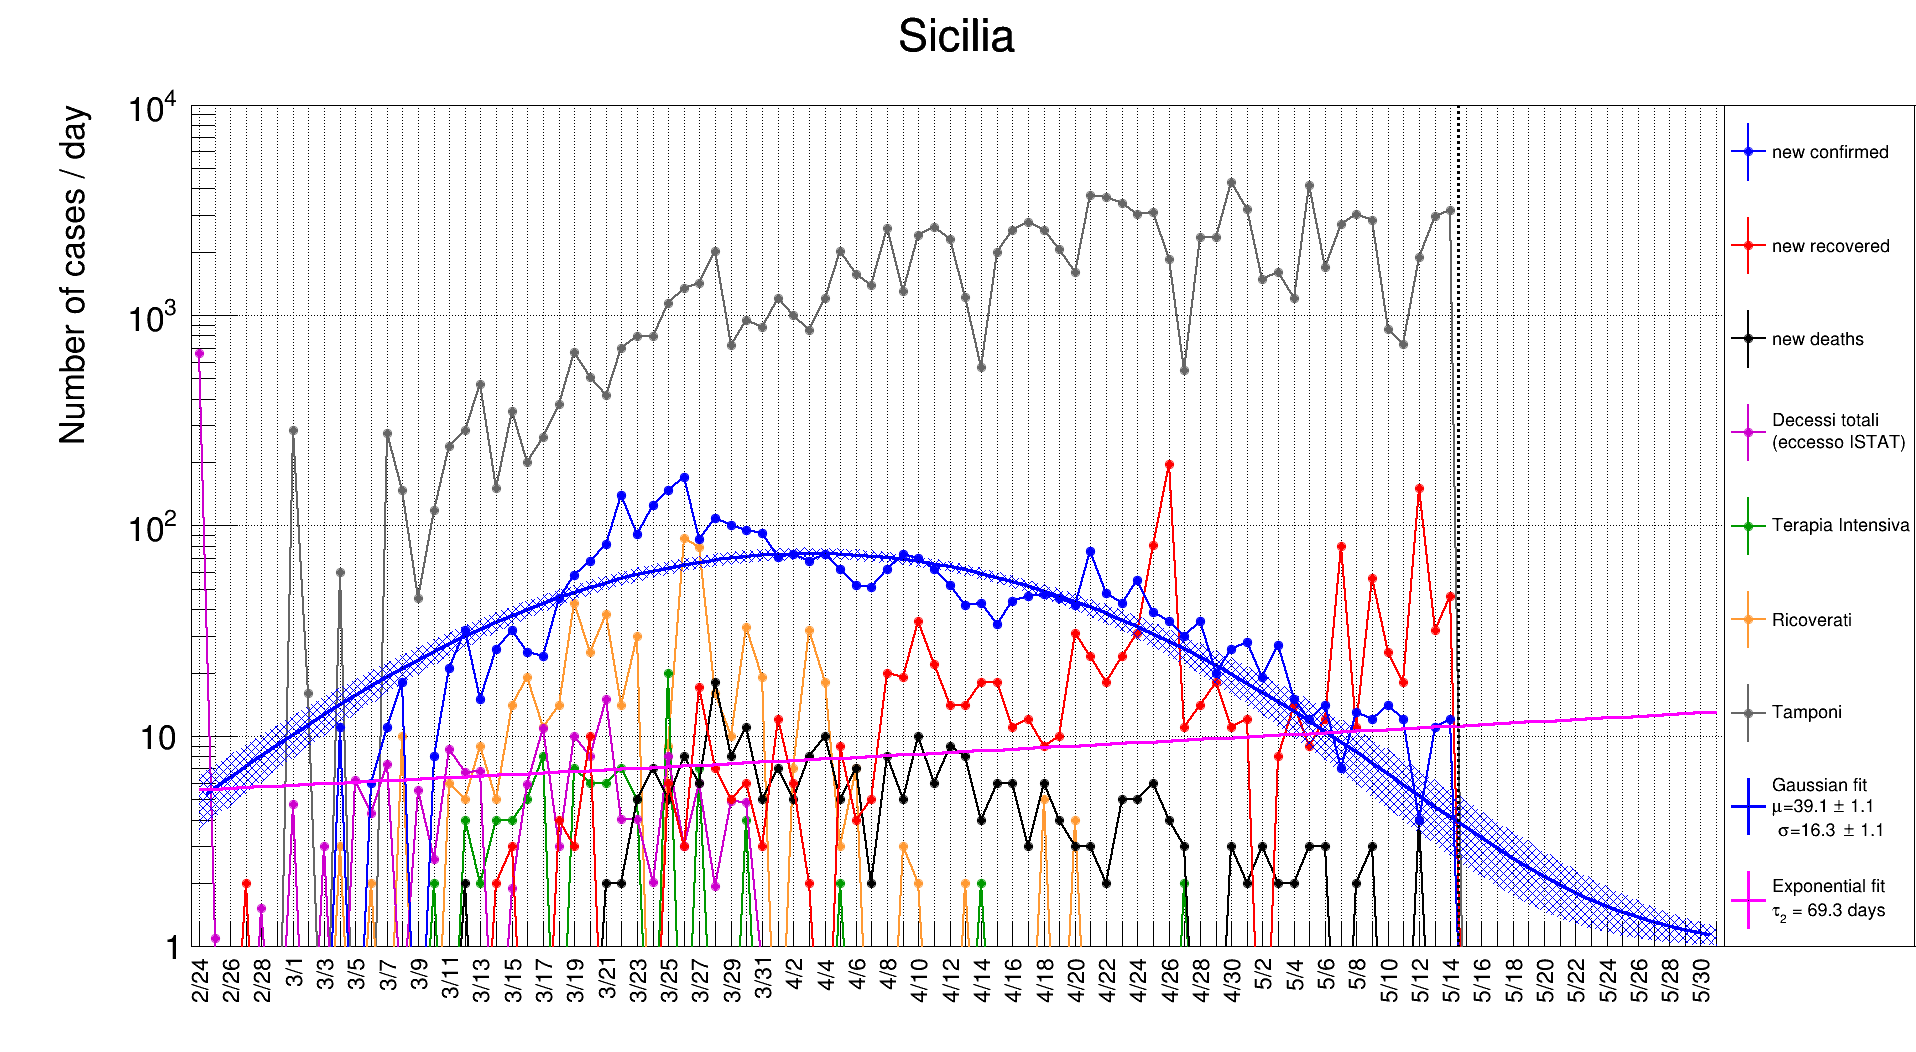 Sicilia
Number of cases / day
10^4
10^3
10^2
10
1
2/24 2/26 2/28 3/1 3/3 3/5 3/7 3/9 3/11 3/13 3/15 3/17 3/19 3/21 3/23 3/25 3/27 3/29 3/31 4/2 4/4 4/6 4/8 4/10 4/12 4/14 4/16 4/18 4/20 4/22 4/24 4/26 4/28 4/30 5/2 5/4 5/6 5/8 5/10 5/12 5/14 5/16 5/18 5/20 5/22 5/24 5/26 5/28 5/30
new confirmed
new recovered
new deaths
Decessi totali
(eccesso ISTAT)
Terapia Intensiva
Ricoverati
Tamponi
Gaussian fit
μ=39.1 ± 1.1
σ=16.3 ± 1.1
Exponential fit
τ₂ = 69.3 days